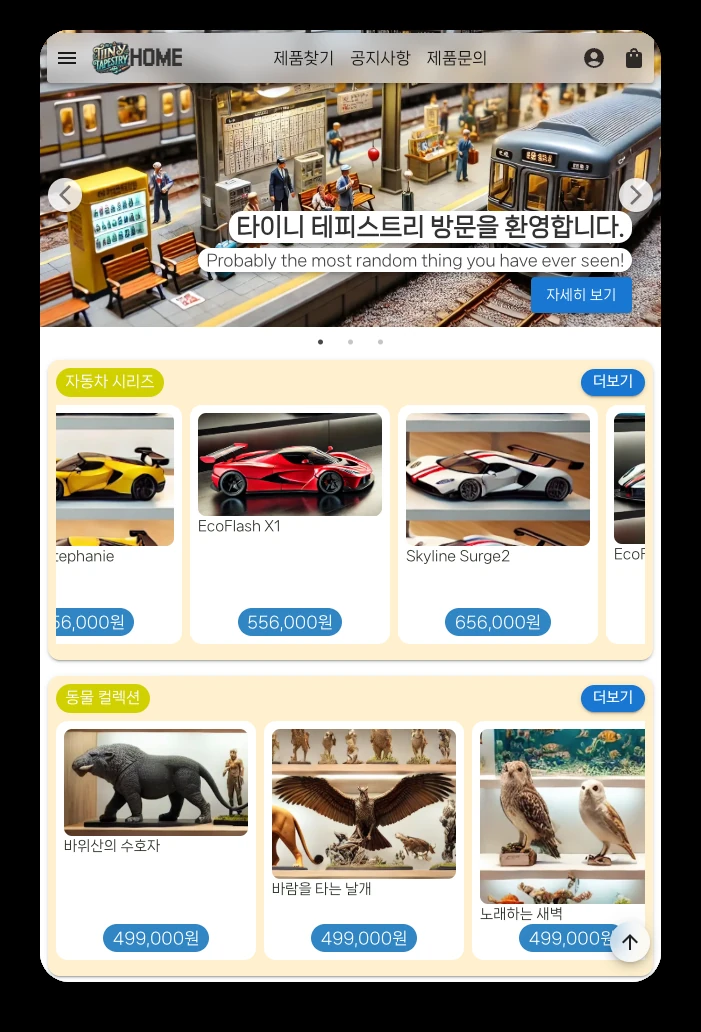 TIINY
TAPESTRY
HOME
제품찾기 공지사항 제품문의
타이니 테피스트리 방문을 환영합니다.
Probably the most random thing you have ever seen!
자세히 보기
자동차 시리즈
더보기
tephanie
EcoFlash X1
Skyline Surge2
EcoF
56,000원
556,000원
656,000원
동물 컬렉션
더보기
바위산의 수호자
바람을 타는 날개
노래하는 새벽
499,000원
499,000원
499,000원